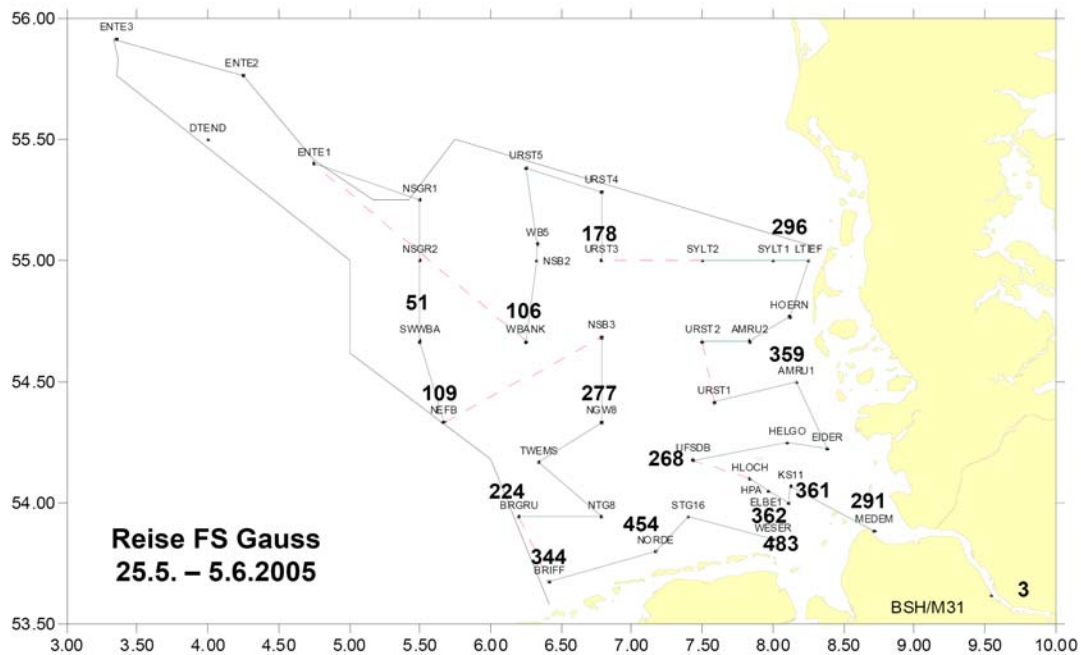 56.00
ENTE3
ENTE2
55.50
DTEND
ENTE1
URST5
NSGR1
URST4
WB5
178
296
NSGR2
URST3
SYLT2
SYLT1
LTIEF
55.00
NSB2
51
106
HOERN
SWWBA
WBANK
NSB3
URST2
AMRU2
359
AMRU1
54.50
109
277
URST1
NEFB
NGW8
HELGO
EIDER
TWEMS
268
UFSDB
HLOCH
KS11
224
HPA
361
291
54.00
BRGRU
NTG8
STG16
ELBE1
362
MEDEM
454
WESER
Reise FS Gauss
344
NORDE
483
25.5. – 5.6.2005
BRIFF
BSH/M31
3
53.50
3.00 3.50 4.00 4.50 5.00 5.50 6.00 6.50 7.00 7.50 8.00 8.50 9.00 9.50 10.00